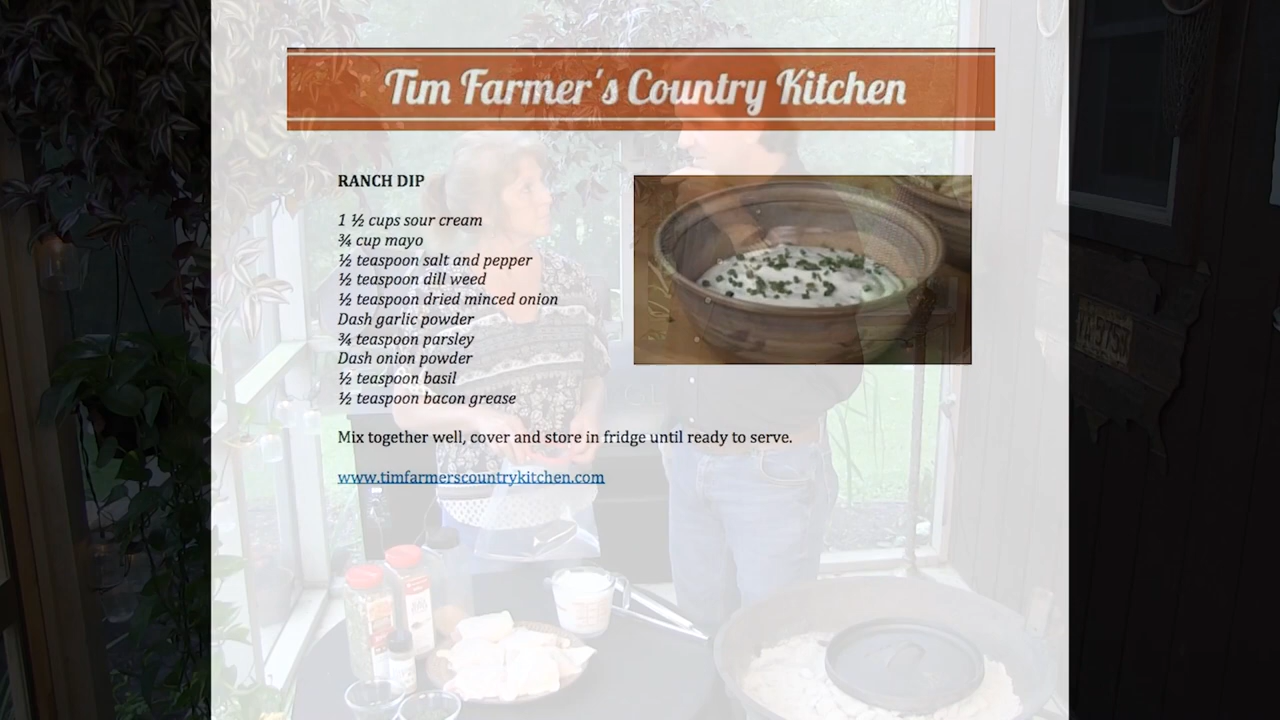 Tim Farmer's Country Kitchen
RANCH DIP
1 ½ cups sour cream
¾ cup mayo
½ teaspoon salt and pepper
½ teaspoon dill weed
½ teaspoon dried minced onion
Dash garlic powder
¾ teaspoon parsley
Dash onion powder
½ teaspoon basil
½ teaspoon bacon grease
Mix together well, cover and store in fridge until ready to serve.
www.timfarmerscountrykitchen.com